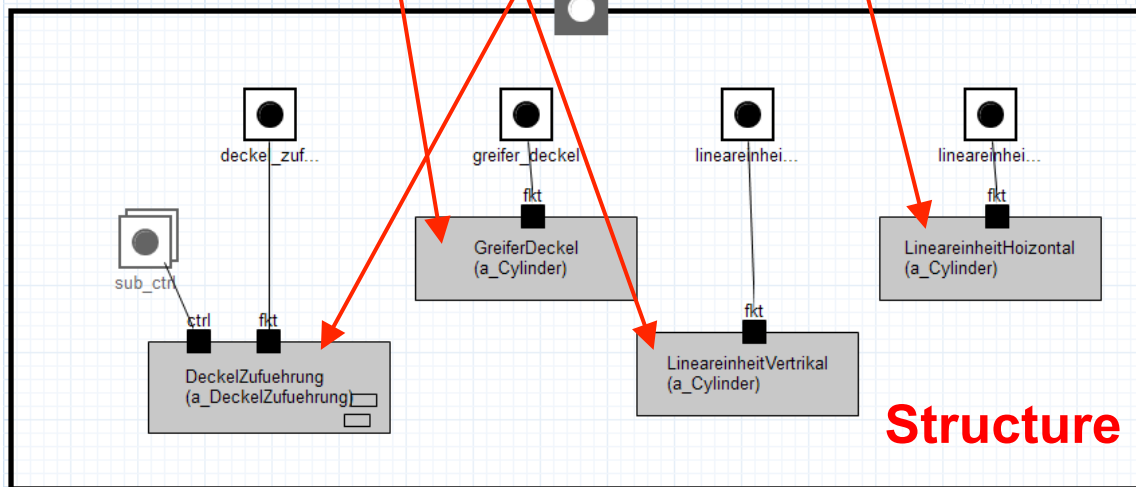 deckel_zuf...
greifer_deckel
lineareinhei...
lineareinhei...
fkt
fkt
GreiferDeckel
(a_Cylinder)
LineareinheitHoizontal
(a_Cylinder)
sub_ctrl
ctrl
fkt
fkt
DeckelZufuehrung
(a_DeckelZufuehrung)
LineareinheitVertrikal
(a_Cylinder)
Structure